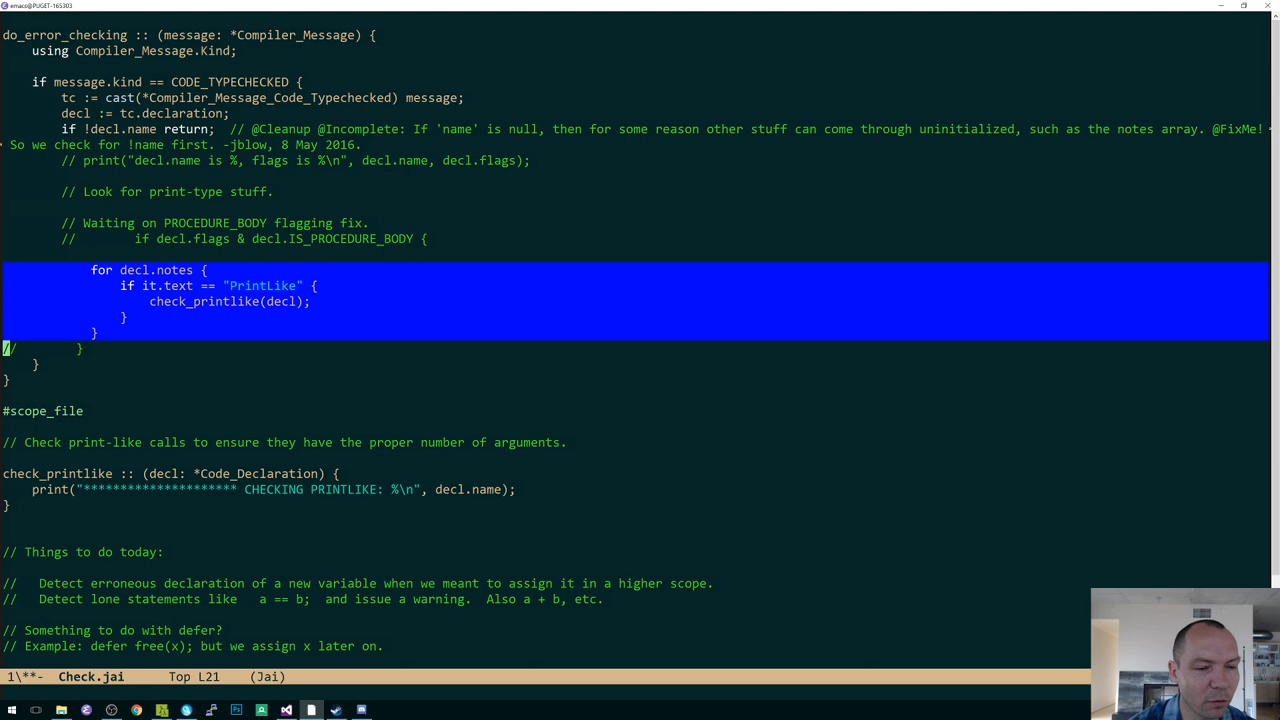 emacs@PUGET-165303
do_error_checking :: (message: *Compiler_Message) {
    using Compiler_Message.Kind;
    if message.kind == CODE_TYPECHECKED {
        tc := cast(*Compiler_Message_Code_Typechecked) message;
        decl := tc.declaration;
        if !decl.name return;  // @Cleanup @Incomplete: If 'name' is null, then for some reason other stuff can come through uninitialized, such as the notes array. @FixMe!
So we check for !name first. -jblow, 8 May 2016.
        // print("decl.name is %, flags is %\n", decl.name, decl.flags);
        // Look for print-type stuff.
        // Waiting on PROCEDURE_BODY flagging fix.
        //        if decl.flags & decl.IS_PROCEDURE_BODY {
            for decl.notes {
                if it.text == "PrintLike" {
                    check_printlike(decl);
                }
            }
//        }
    }
}
#scope_file
// Check print-like calls to ensure they have the proper number of arguments.
check_printlike :: (decl: *Code_Declaration) {
    print("********************* CHECKING PRINTLIKE: %\n", decl.name);
}
// Things to do today:
//   Detect erroneous declaration of a new variable when we meant to assign it in a higher scope.
//   Detect lone statements like   a == b;  and issue a warning.  Also a + b, etc.
// Something to do with defer?
// Example: defer free(x); but we assign x later on.
1\**-  Check.jai      Top L21    (Jai)